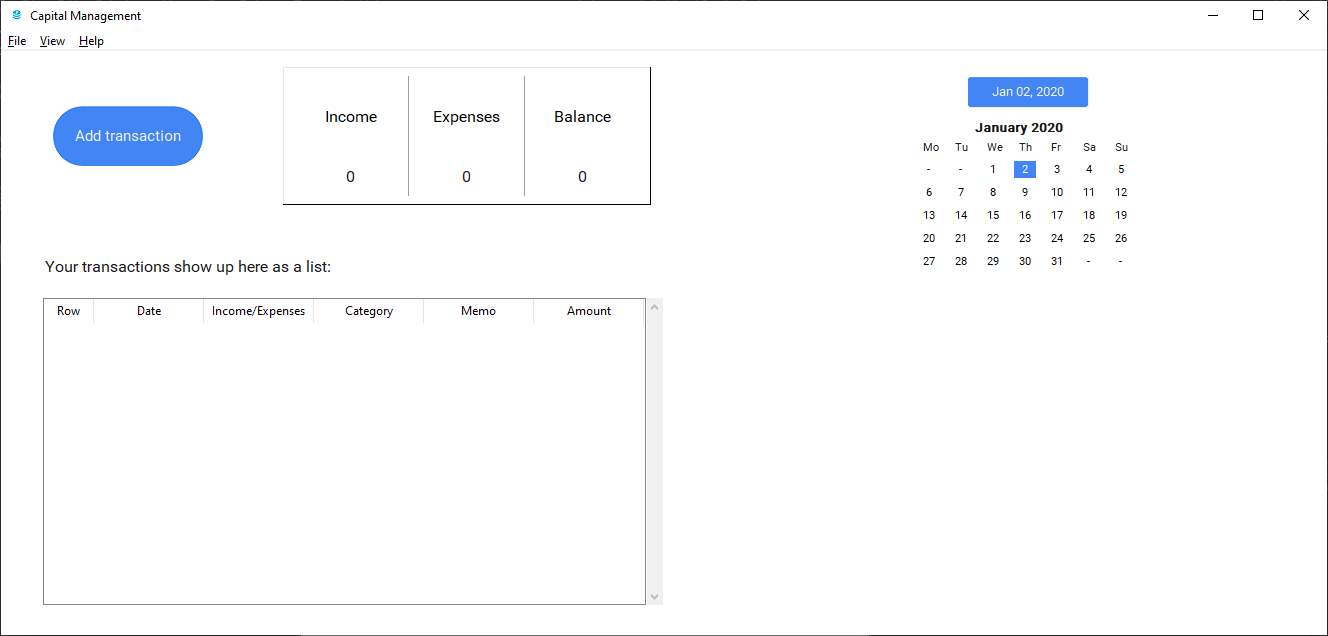 Capital Management
File View Help
Add transaction
Income Expenses Balance
0 0 0
Jan 02, 2020
January 2020
Mo Tu We Th Fr Sa Su
- - 1 2 3 4 5
6 7 8 9 10 11 12
13 14 15 16 17 18 19
20 21 22 23 24 25 26
27 28 29 30 31 - -
Your transactions show up here as a list:
Row Date Income/Expenses Category Memo Amount